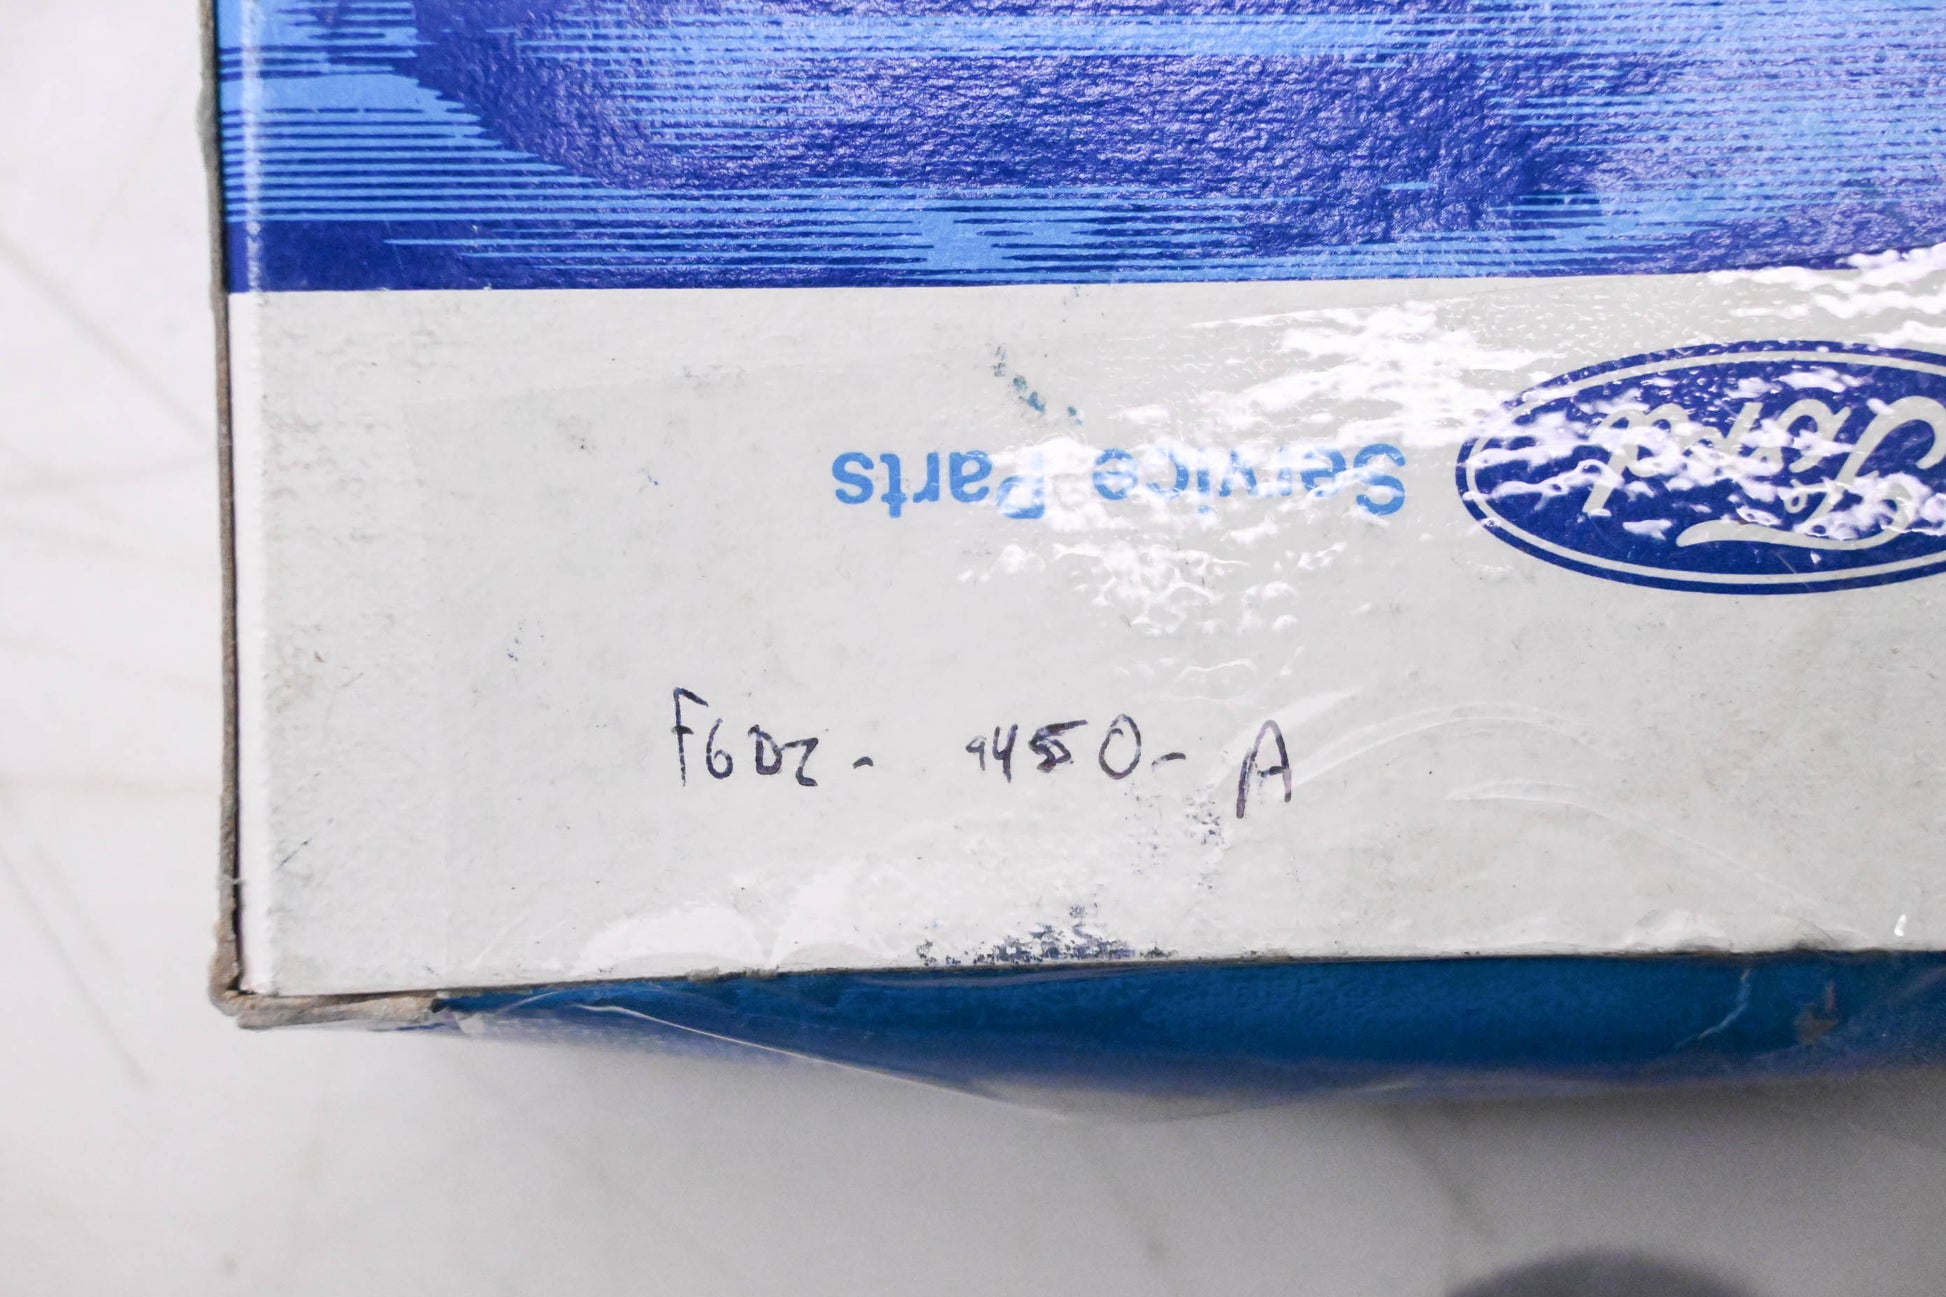 Ford Service Parts
F6DZ- 9450-A